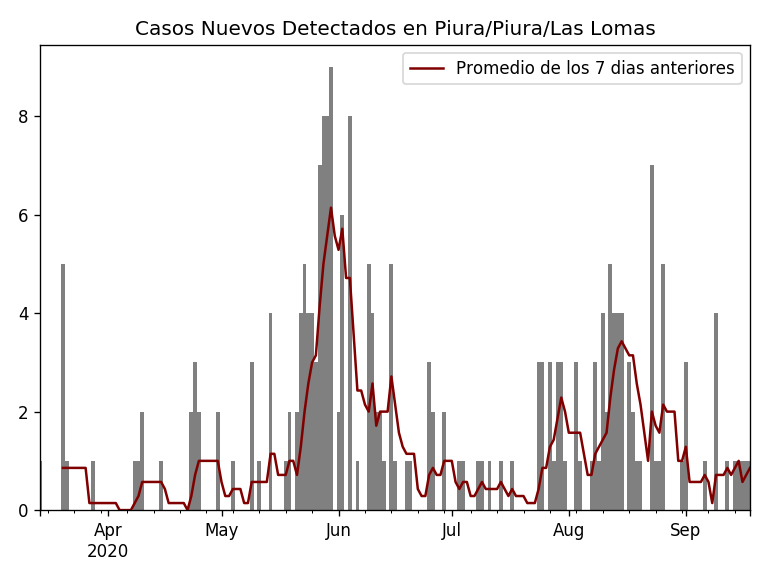 Casos Nuevos Detectados en Piura/Piura/Las Lomas
Promedio de los 7 dias anteriores
8
6
4
2
0
Apr May Jun Jul Aug Sep
2020